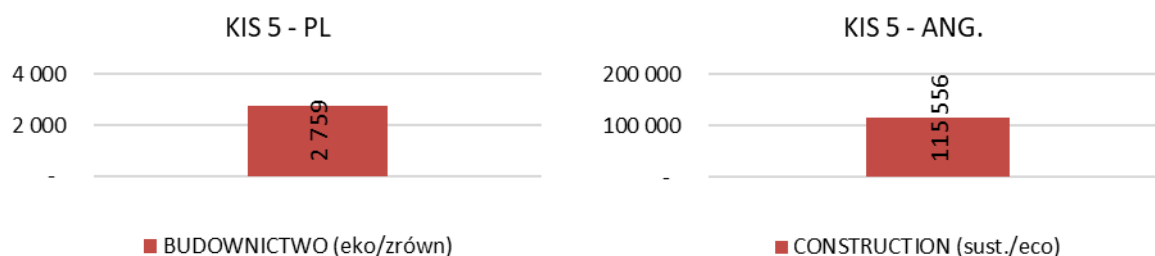 KIS 5 - PL
4 000
2 000
-
2 759
BUDOWNICTWO (eko/zrówn)
KIS 5 - ANG.
200 000
100 000
-
115 556
CONSTRUCTION (sust./eco)